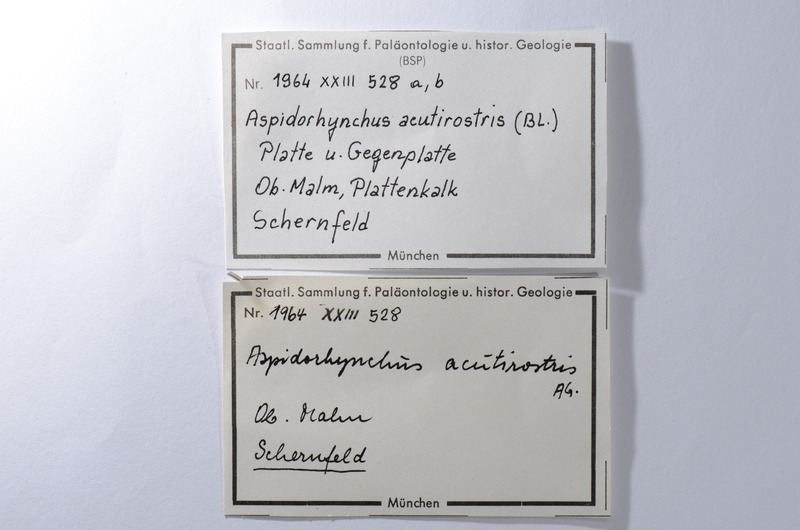 Staatl. Sammlung f. Paläontologie u. histor. Geologie
(BSP)
Nr. 1964 XXIII 528 a, b
Aspidorhynchus acutirostris (BL.)
Platte u. Gegenplatte
Ob. Malm, Plattenkalk
Schernfeld
München
Staatl. Sammlung f. Paläontologie u. histor. Geologie
Nr. 1964 XXIII 528
Aspidorhynchus acutirostris
AG.
Ob. Malm
Schernfeld
München